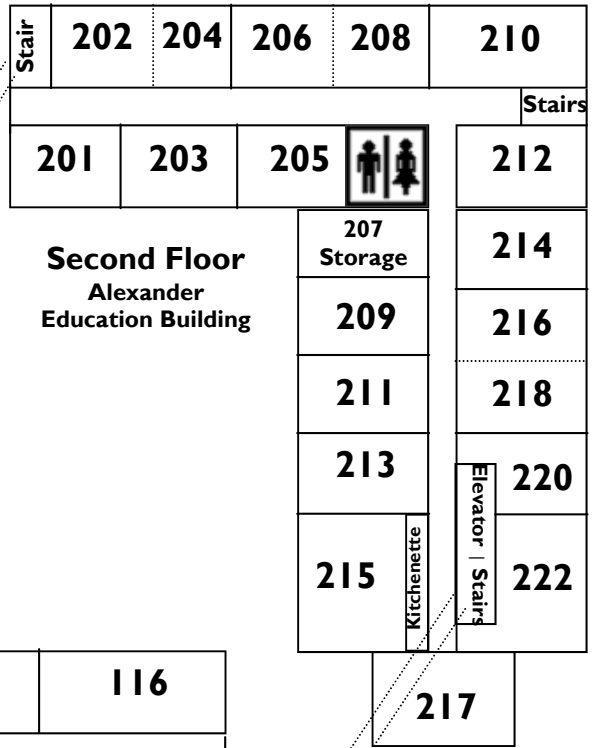 Stair
202
204
206
208
210
Stairs
201
203
205
212
207
Storage
214
Second Floor
Alexander
Education Building
209
216
211
218
213
220
Elevator | Stairs
215
Kitchenette
222
116
217